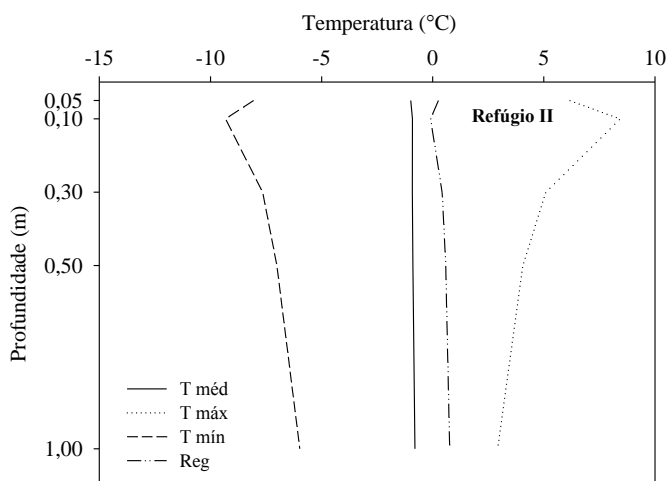 Temperatura (°C)
-15 -10 -5 0 5 10
0,05
0,10
0,30
0,50
1,00
Profundidade (m)
Refúgio II
T méd
T máx
T mín
Reg